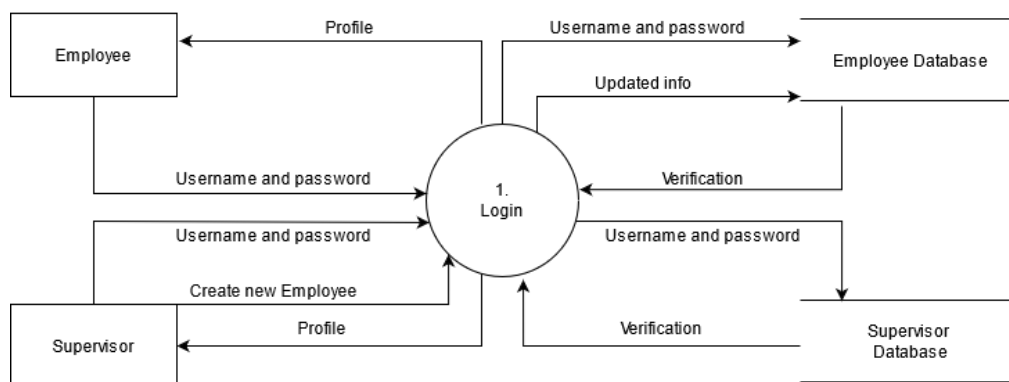 Profile
Username and password
Employee
Employee Database
Updated info
Username and password
Verification
1.
Login
Username and password
Username and password
Create new Employee
Profile
Verification
Supervisor
Supervisor
Database